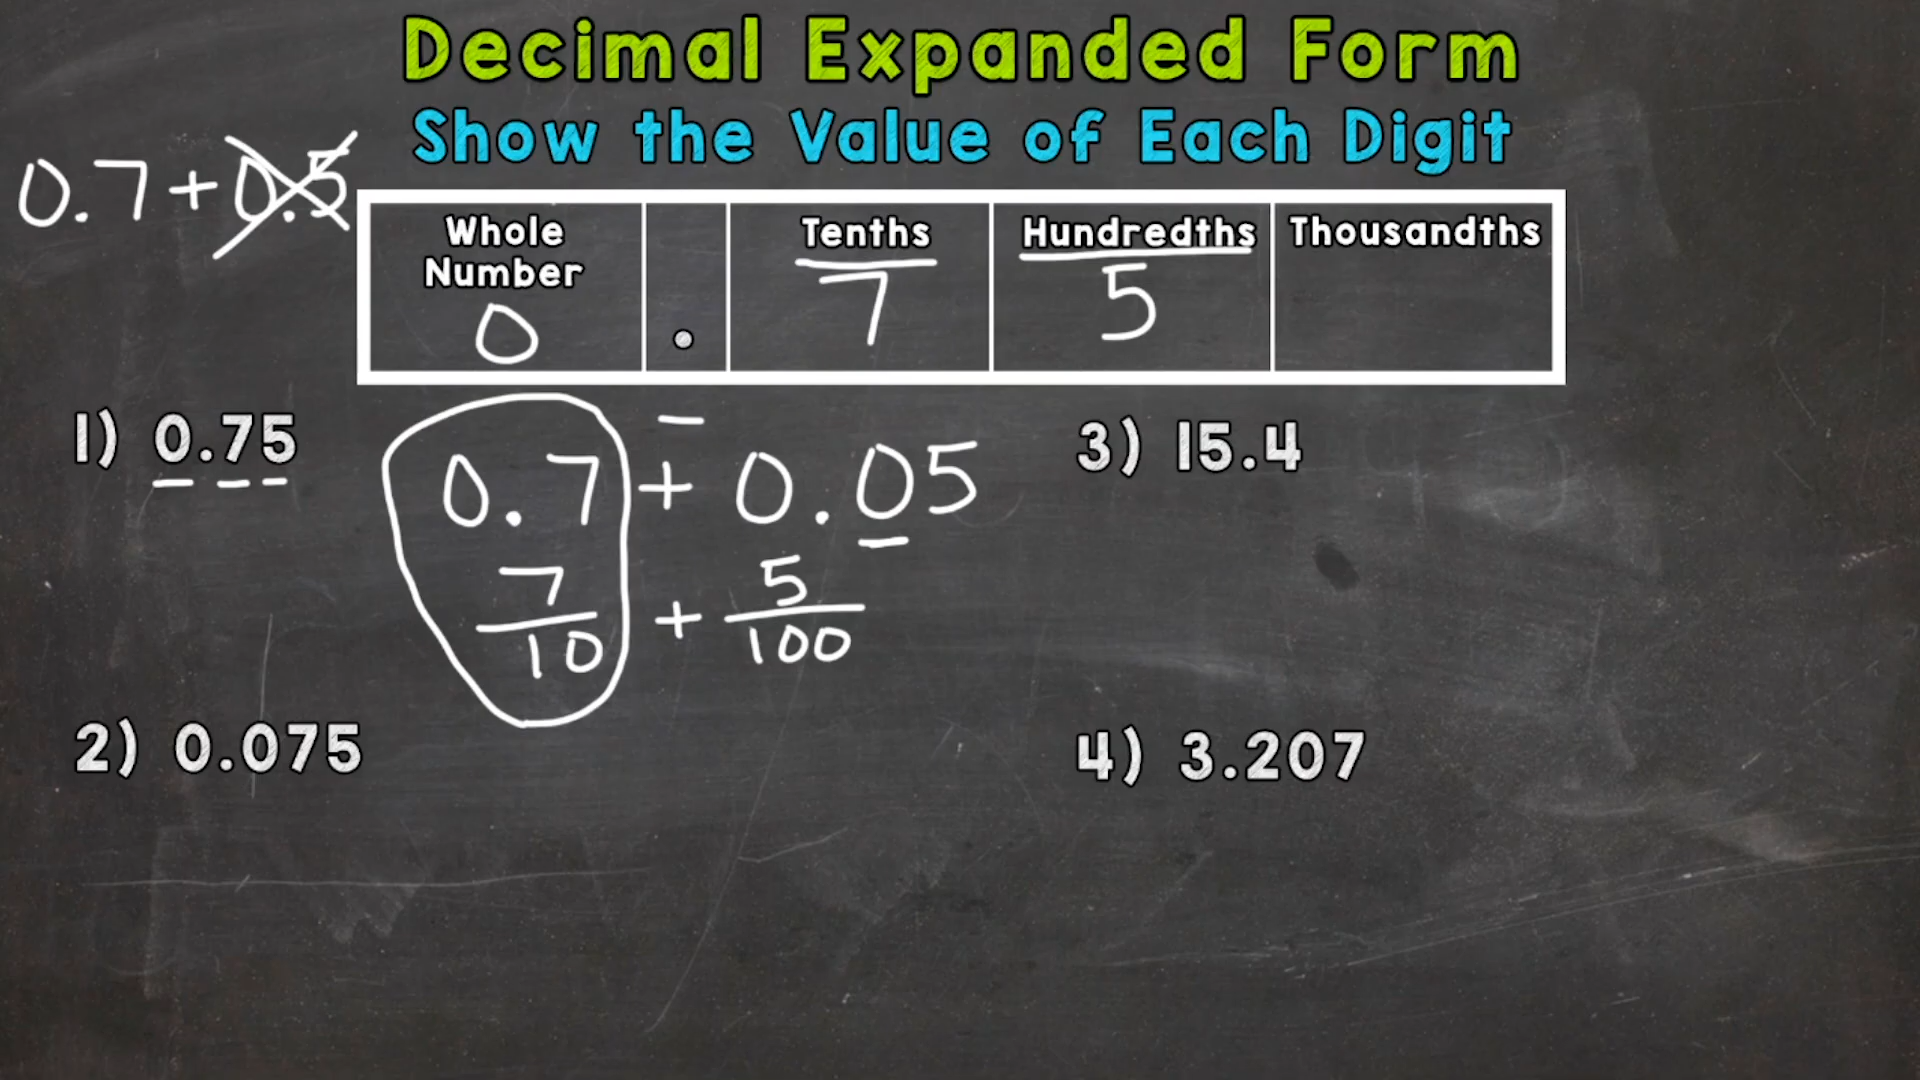 Decimal Expanded Form
Show the Value of Each Digit
0.7 + 0.5
Whole Number . Tenths Hundredths Thousandths
0 7 5
1) 0.75
0.7 + 0.05
7/10 + 5/100
2) 0.075
3) 15.4
4) 3.207